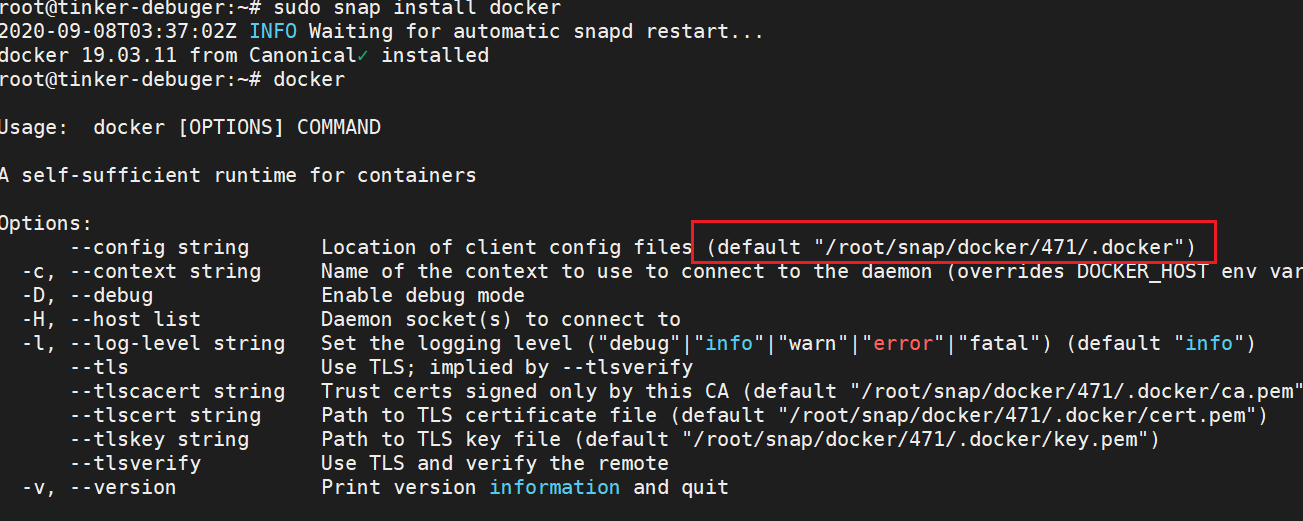 root@tinker-debuger:~# sudo snap install docker
2020-09-08T03:37:02Z INFO Waiting for automatic snapd restart...
docker 19.03.11 from Canonical✓ installed
root@tinker-debuger:~# docker
Usage:  docker [OPTIONS] COMMAND
A self-sufficient runtime for containers
Options:
      --config string      Location of client config files (default "/root/snap/docker/471/.docker")
  -c, --context string     Name of the context to use to connect to the daemon (overrides DOCKER_HOST env var
  -D, --debug              Enable debug mode
  -H, --host list          Daemon socket(s) to connect to
  -l, --log-level string   Set the logging level ("debug"|"info"|"warn"|"error"|"fatal") (default "info")
      --tls                Use TLS; implied by --tlsverify
      --tlscacert string   Trust certs signed only by this CA (default "/root/snap/docker/471/.docker/ca.pem"
      --tlscert string     Path to TLS certificate file (default "/root/snap/docker/471/.docker/cert.pem")
      --tlskey string      Path to TLS key file (default "/root/snap/docker/471/.docker/key.pem")
      --tlsverify          Use TLS and verify the remote
  -v, --version            Print version information and quit